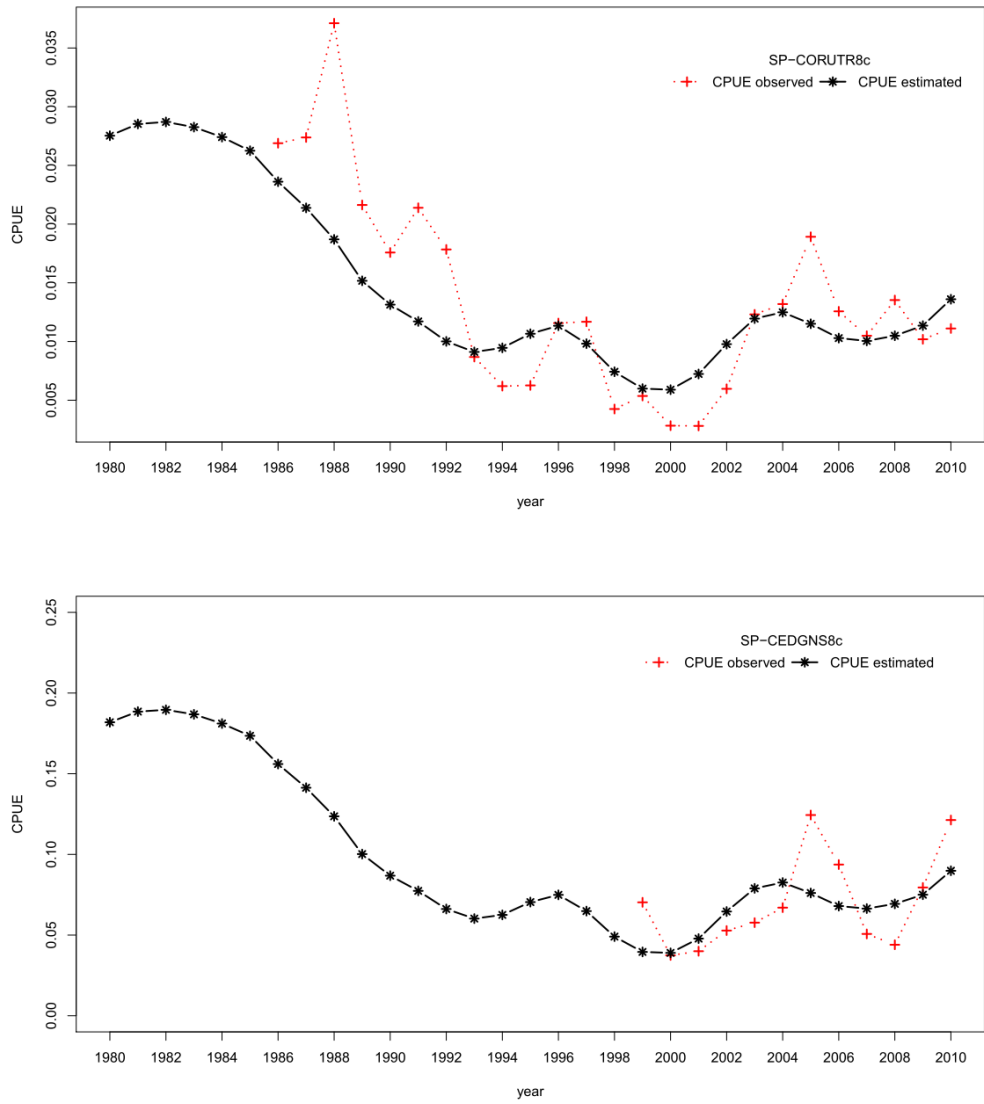 SP−CORUTR8c
CPUE observed CPUE estimated
CPUE
0.035
0.030
0.025
0.020
0.015
0.010
0.005
1980 1982 1984 1986 1988 1990 1992 1994 1996 1998 2000 2002 2004 2006 2008 2010
year
SP−CEDGNS8c
CPUE observed CPUE estimated
CPUE
0.25
0.20
0.15
0.10
0.05
0.00
1980 1982 1984 1986 1988 1990 1992 1994 1996 1998 2000 2002 2004 2006 2008 2010
year